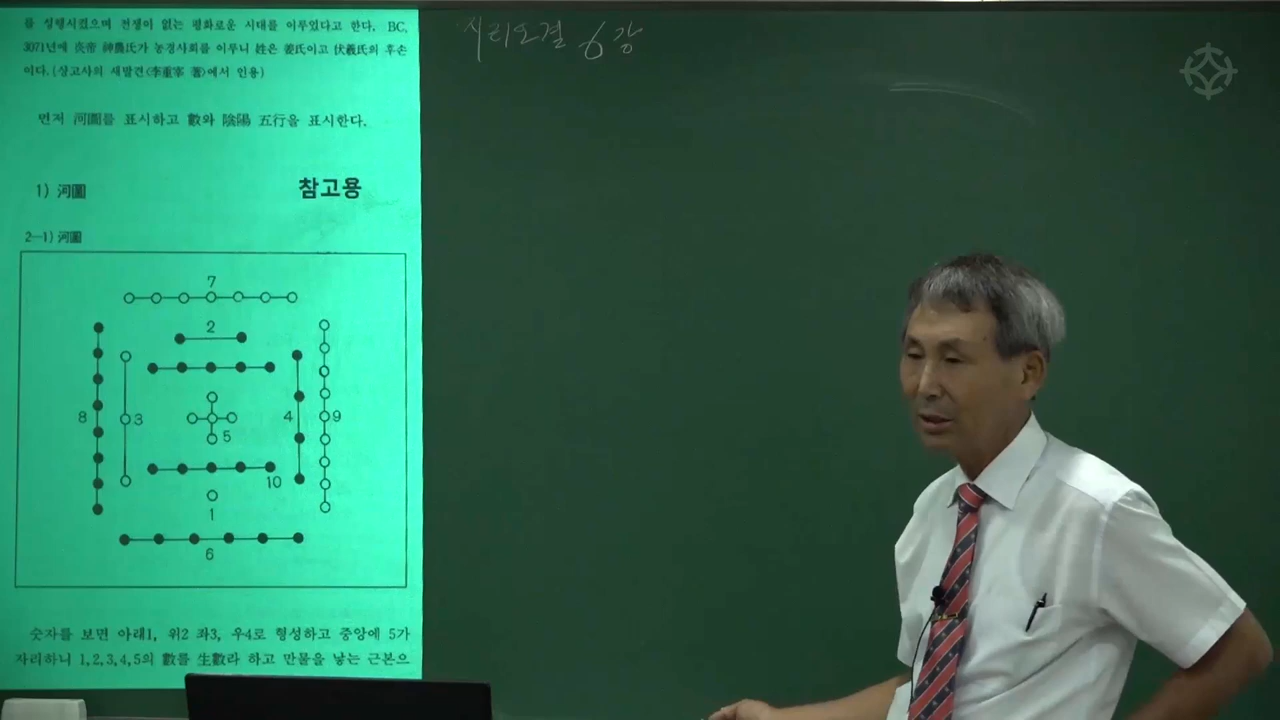 를 성행시켰으며 전쟁이 없는 평화로운 시대를 이루었다고 한다. BC,
3071년에 炎帝 神農氏가 농경사회를 이루니 姓은 姜氏이고 伏羲氏의 후손
이다.(상고사의 새발견<李重宰 著>에서 인용)
먼저 河圖를 표시하고 數와 陰陽 五行을 표시한다.
1) 河圖
참고용
2-1) 河圖
7
2
8
3
4
9
5
10
1
6
숫자를 보면 아래1, 위2 좌3, 우4로 형성하고 중앙에 5가
자리하니 1,2,3,4,5의 數를 生數라 하고 만물을 낳는 근본으
6강